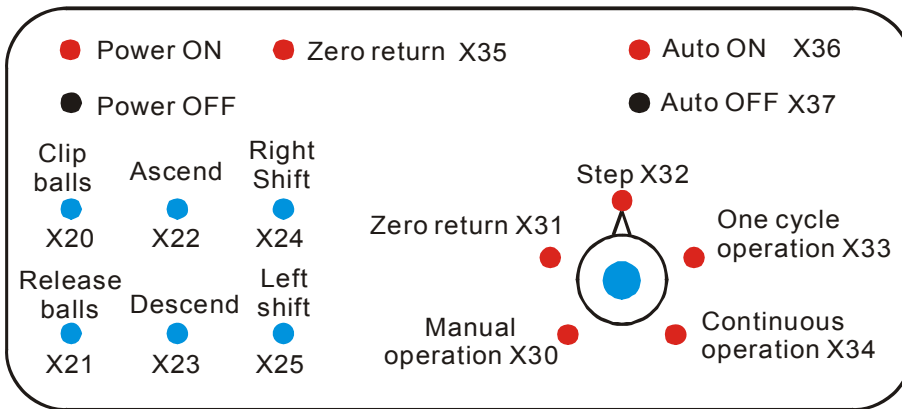 Power ON
Zero return X35
Auto ON X36
Power OFF
Auto OFF X37
Clip
balls
X20
Ascend
X22
Right
Shift
X24
Release
balls
X21
Descend
X23
Left
shift
X25
Step X32
Zero return X31
One cycle
operation X33
Manual
operation X30
Continuous
operation X34